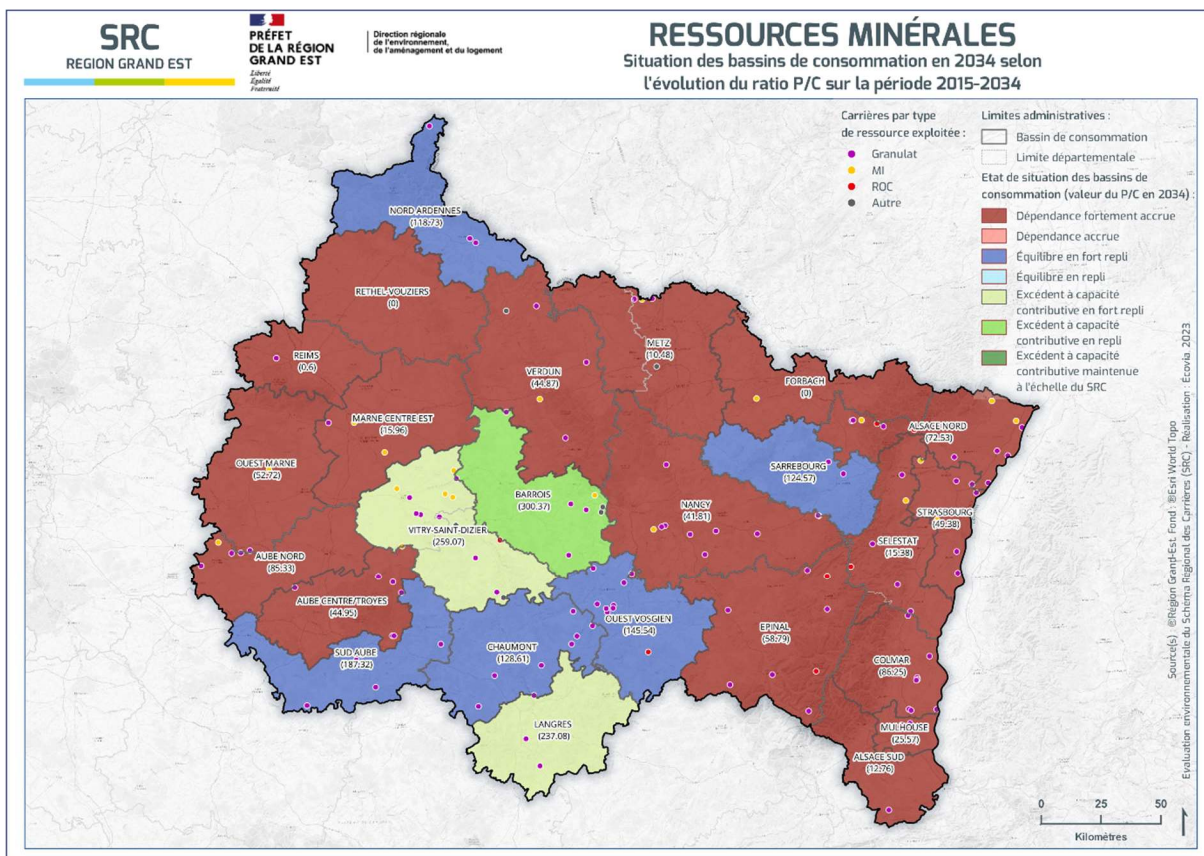 SRC
REGION GRAND EST
PRÉFET
DE LA RÉGION
GRAND EST
Liberté
Égalité
Fraternité
Direction régionale
de l'environnement,
de l'aménagement et du logement
RESSOURCES MINÉRALES
Situation des bassins de consommation en 2034 selon
l'évolution du ratio P/C sur la période 2015-2034
Carrières par type
de ressource exploitée :
Granulat
MI
ROC
Autre
Limites administratives :
Bassin de consommation
Limite départementale
Etat de situation des bassins de
consommation (valeur du P/C en 2034) :
Dépendance fortement accrue
Dépendance accrue
Équilibre en fort repli
Équilibre en repli
Excédent à capacité
contributive en fort repli
Excédent à capacité
contributive en repli
Excédent à capacité
contributive maintenue
à l'échelle du SRC
NORD ARDENNES
(118.73)
RETHEL-VOUZIERS
(0)
REIMS
(0.6)
VERDUN
(44.87)
METZ
(10.48)
FORBACH
(0)
MARNE CENTRE EST
(15.96)
ALSACE NORD
(72.53)
OUEST MARNE
(52.72)
SARREBOURG
(124.57)
BARROIS
(300.37)
NANCY
(41.81)
STRASBOURG
(49.38)
VITRY-SAINT-DIZIER
(259.07)
SELESTAT
(15.38)
AUBE NORD
(85.33)
AUBE CENTRE/TROYES
(44.95)
OUEST VOSGIEN
(145.54)
EPINAL
(58.79)
SUD AUBE
(187.32)
CHAUMONT
(128.61)
COLMAR
(86.25)
LANGRES
(237.08)
MULHOUSE
(25.57)
ALSACE SUD
(12.76)
0 25 50
Kilomètres
Source(s) : ©Région Grand-Est. Fond : ©Esri World Topo
Evaluation environnementale du Schéma Régional des Carrières (SRC) - Réalisation : Ecovia, 2023